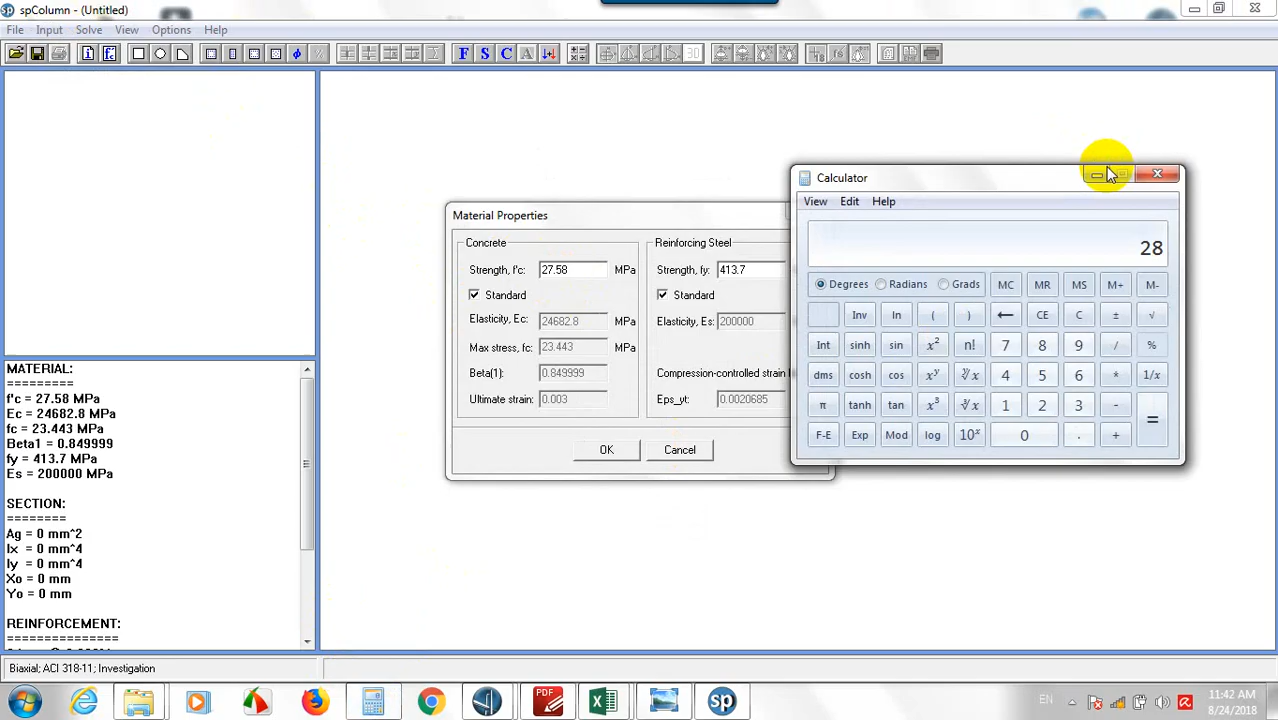 spColumn - (Untitled)
File Input Solve View Options Help
MATERIAL:
=========
f'c = 27.58 MPa
Ec = 24682.8 MPa
fc = 23.443 MPa
Beta1 = 0.849999
fy = 413.7 MPa
Es = 200000 MPa
SECTION:
========
Ag = 0 mm^2
Ix = 0 mm^4
Iy = 0 mm^4
Xo = 0 mm
Yo = 0 mm
REINFORCEMENT:
===============
Biaxial; ACI 318-11; Investigation
Material Properties
Concrete
Strength, f'c: 27.58 MPa
Standard
Elasticity, Ec: 24682.8 MPa
Max stress, fc: 23.443 MPa
Beta(1): 0.849999
Ultimate strain: 0.003
Reinforcing Steel
Strength, fy: 413.7
Standard
Elasticity, Es: 200000
Compression-controlled strain
Eps_yt: 0.0020685
OK Cancel
Calculator
View Edit Help
28
Degrees Radians Grads MC MR MS M+ M-
Inv ln ( ) ← CE C ± √
Int sinh sin x² n! 7 8 9 / %
dms cosh cos xʸ ʸ√x 4 5 6 * 1/x
π tanh tan x³ ³√x 1 2 3 - =
F-E Exp Mod log 10ˣ 0 . +
EN
11:42 AM
8/24/2018